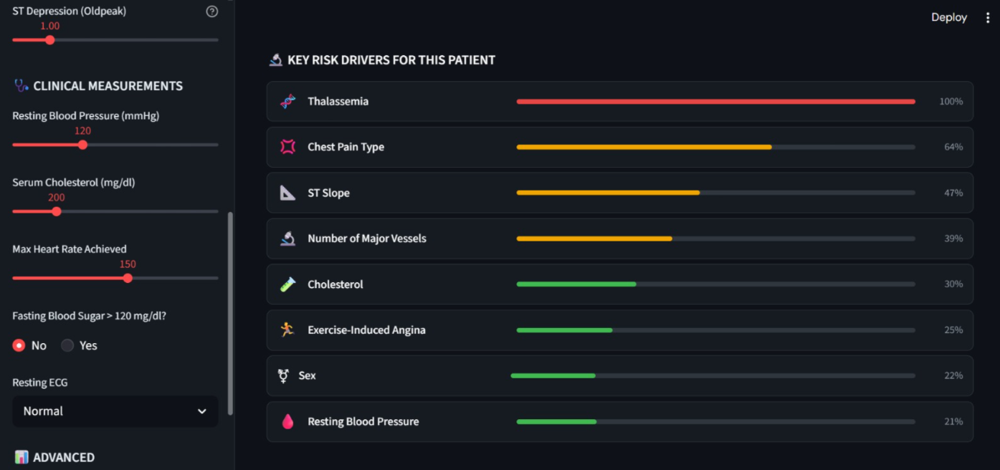 ST Depression (Oldpeak)
1.00
CLINICAL MEASUREMENTS
Resting Blood Pressure (mmHg)
120
Serum Cholesterol (mg/dl)
200
Max Heart Rate Achieved
150
Fasting Blood Sugar > 120 mg/dl?
No Yes
Resting ECG
Normal
ADVANCED
Deploy
KEY RISK DRIVERS FOR THIS PATIENT
Thalassemia 100%
Chest Pain Type 64%
ST Slope 47%
Number of Major Vessels 39%
Cholesterol 30%
Exercise-Induced Angina 25%
Sex 22%
Resting Blood Pressure 21%